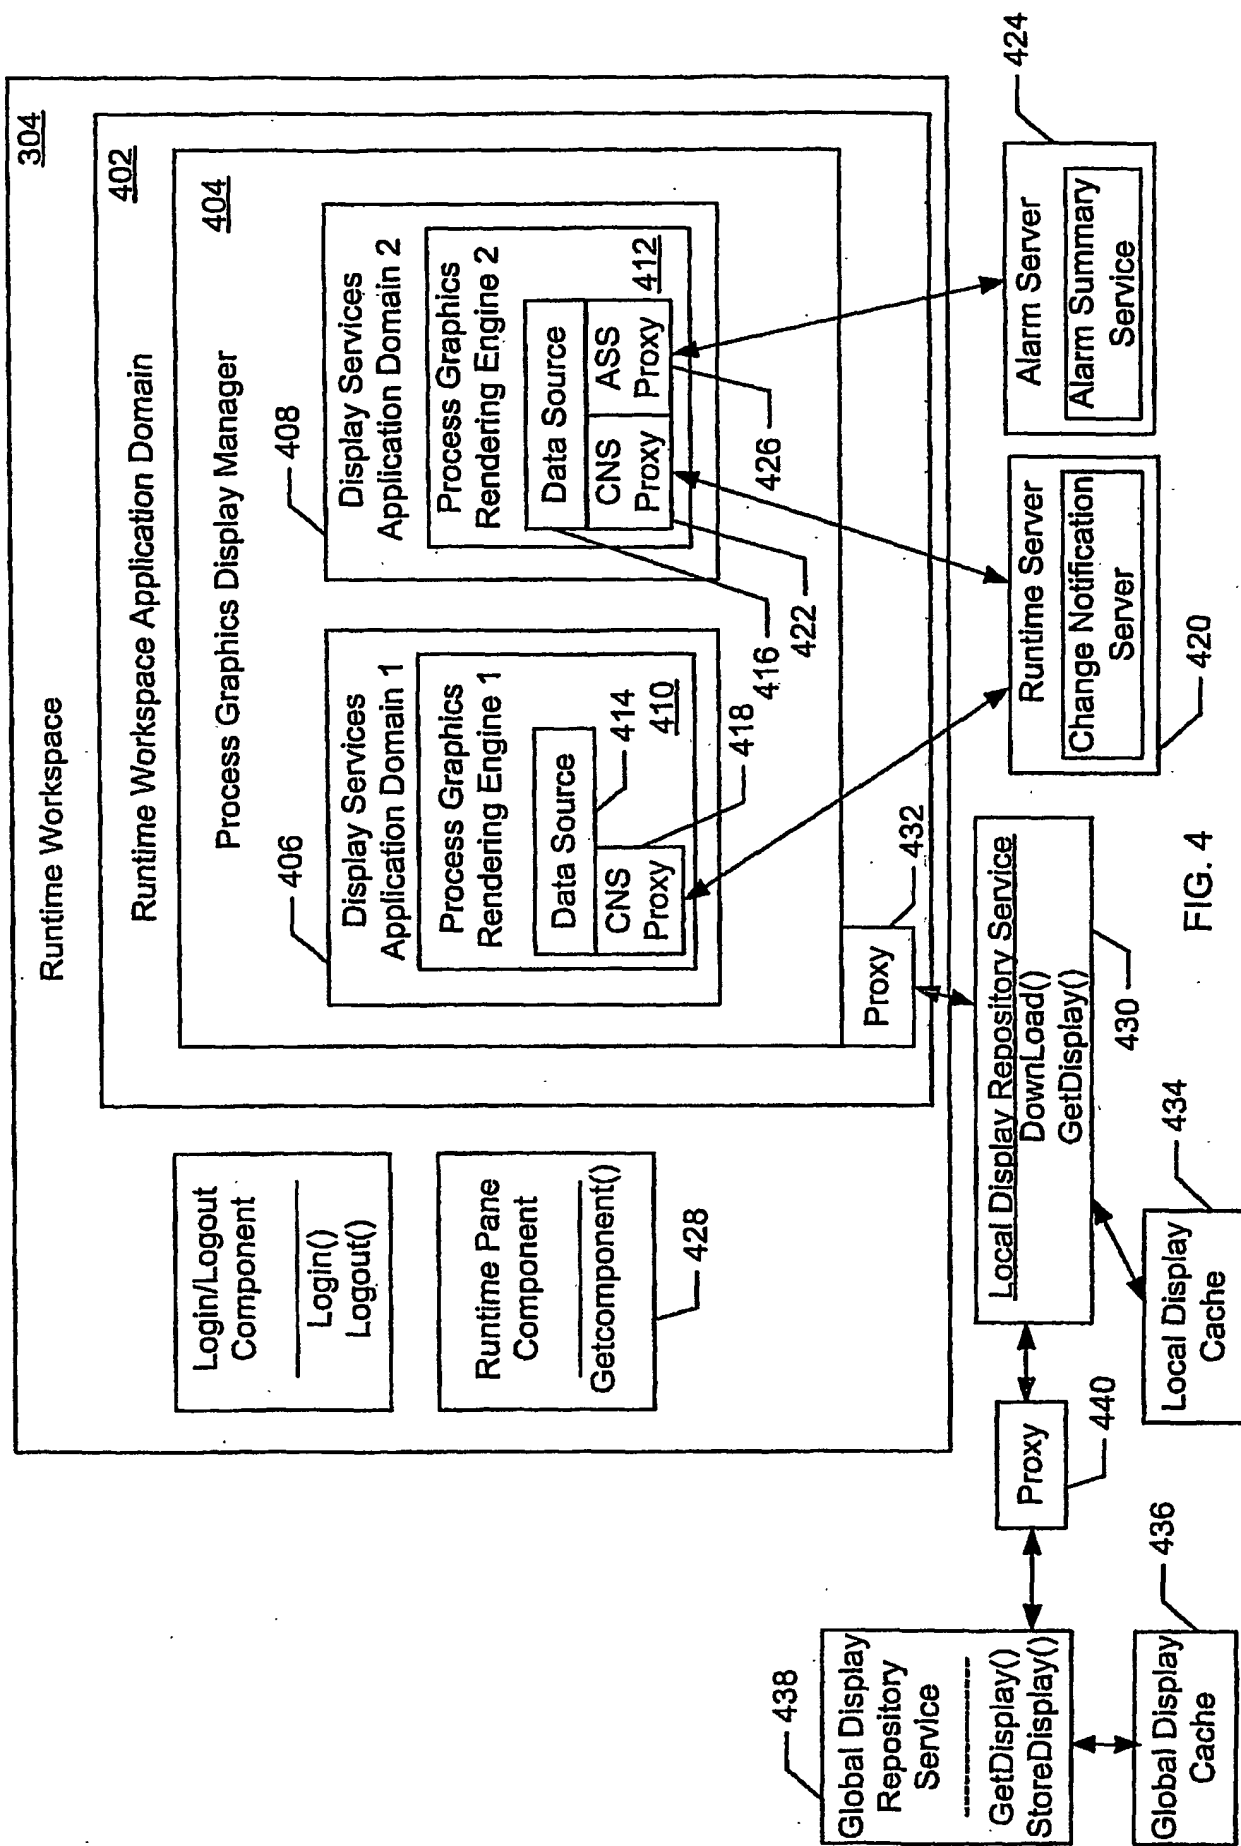 Runtime Workspace
304
Runtime Workspace Application Domain
402
Process Graphics Display Manager
404
Login/Logout
Component
Login()
Logout()
Runtime Pane
Component
Getcomponent()
428
406
Display Services
Application Domain 1
Process Graphics
Rendering Engine 1
Data Source
414
410
CNS
Proxy
418
408
Display Services
Application Domain 2
Process Graphics
Rendering Engine 2
Data Source
412
CNS
Proxy
ASS
Proxy
416
422
426
Proxy
432
438
Global Display
Repository
Service
GetDisplay()
StoreDisplay()
Global Display
Cache
436
Proxy
440
Local Display Repository Service
DownLoad()
GetDisplay()
430
Local Display
Cache
434
Runtime Server
Change Notification
Server
420
Alarm Server
Alarm Summary
Service
424
FIG. 4